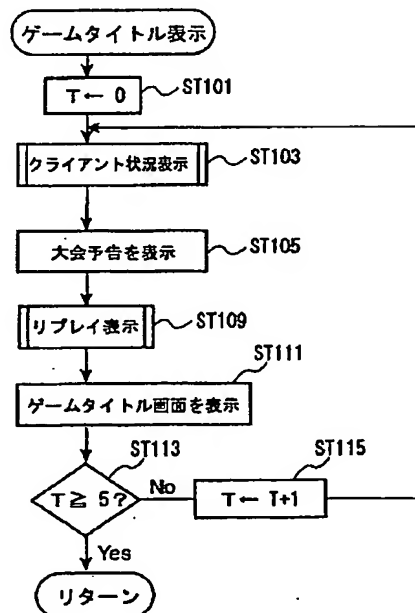 ゲームタイトル表示
T ← 0
ST101
クライアント状況表示
ST103
大会予告を表示
ST105
リプレイ表示
ST109
ST111
ゲームタイトル画面を表示
ST113
T ≧ 5?
No
ST115
T ← T+1
Yes
リターン